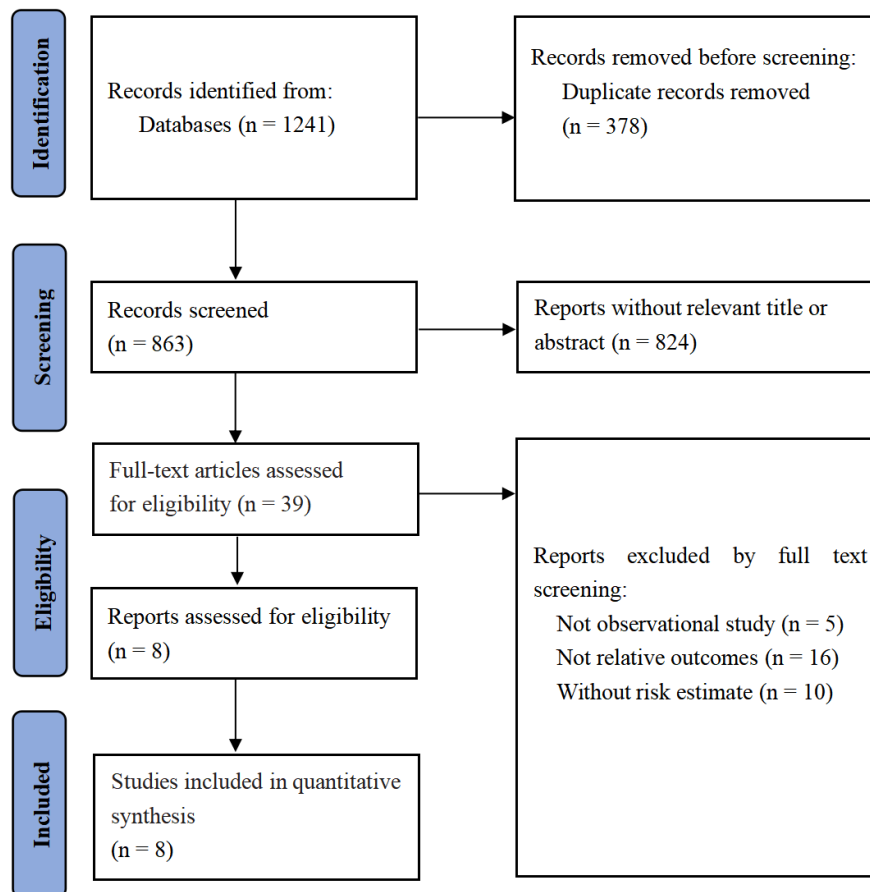 Identification
Records identified from:
Databases (n = 1241)
Records removed before screening:
Duplicate records removed
(n = 378)
Screening
Records screened
(n = 863)
Reports without relevant title or
abstract (n = 824)
Eligibility
Full-text articles assessed
for eligibility (n = 39)
Reports assessed for eligibility
(n = 8)
Reports excluded by full text
screening:
Not observational study (n = 5)
Not relative outcomes (n = 16)
Without risk estimate (n = 10)
Included
Studies included in quantitative
synthesis
(n = 8)